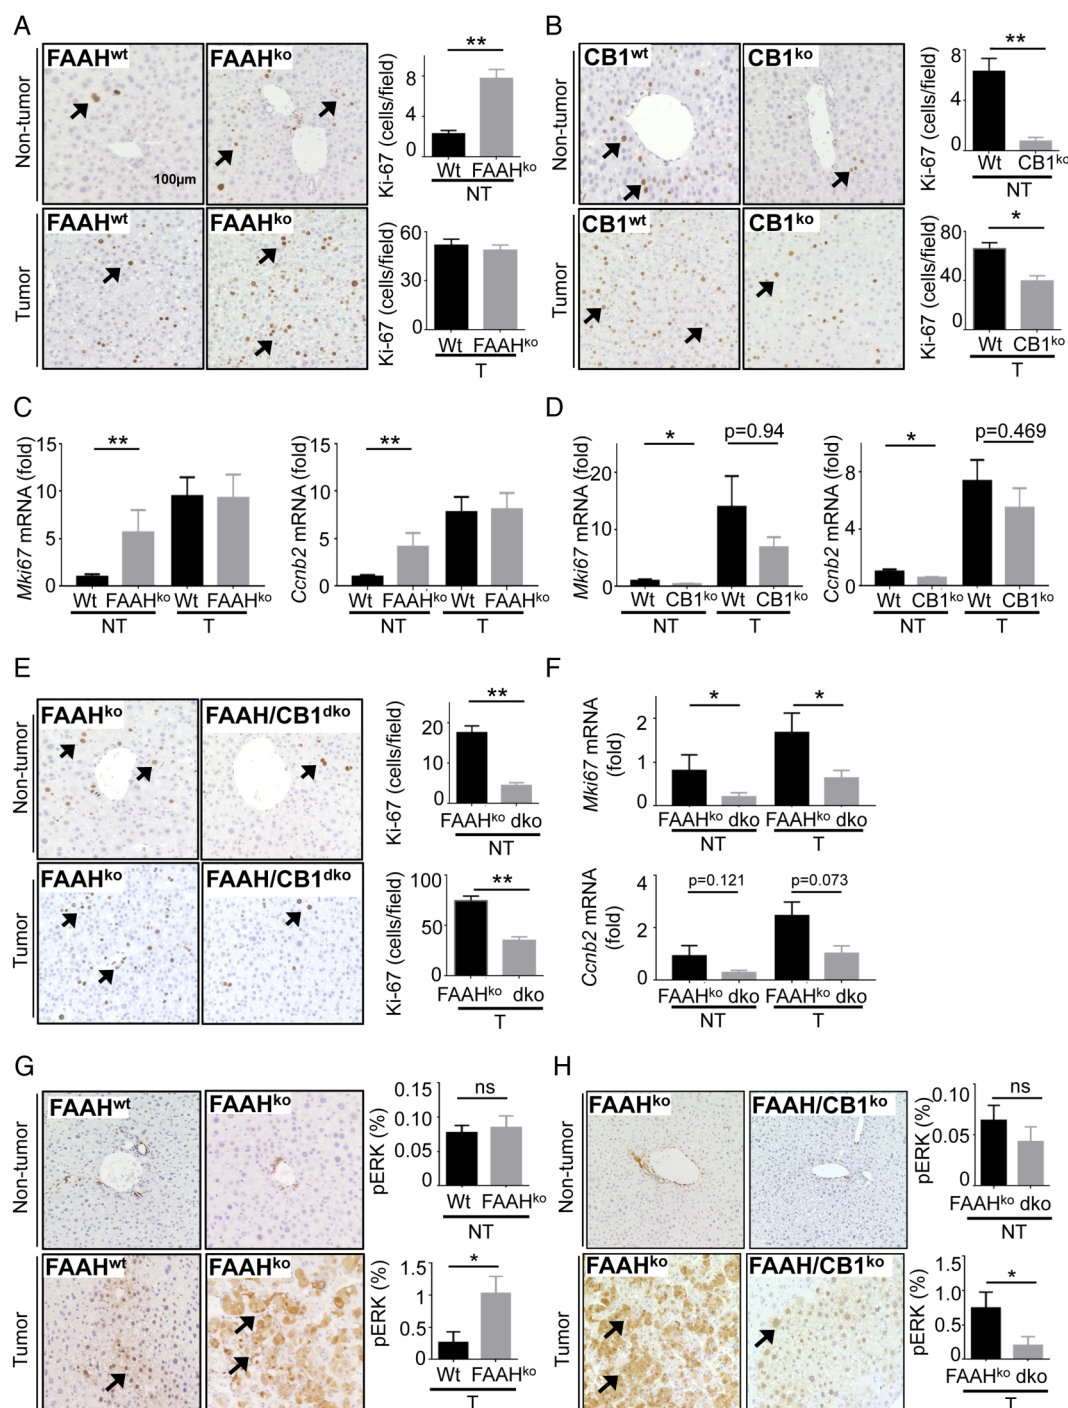 A
B
Non-tumor
FAAHwt
FAAHko
100µm
Ki-67 (cells/field)
8
4
0
**
Wt FAAHko
NT
Non-tumor
CB1wt
CB1ko
Ki-67 (cells/field)
8
4
0
**
Wt CB1ko
NT
Tumor
FAAHwt
FAAHko
Ki-67 (cells/field)
60
30
0
Wt FAAHko
T
Tumor
CB1wt
CB1ko
Ki-67 (cells/field)
80
40
0
*
Wt CB1ko
T
C
Mki67 mRNA (fold)
15
10
5
0
**
Wt FAAHko Wt FAAHko
NT T
Ccnb2 mRNA (fold)
15
10
5
0
**
Wt FAAHko Wt FAAHko
NT T
D
Mki67 mRNA (fold)
20
10
0
*
p=0.94
Wt CB1ko Wt CB1ko
NT T
Ccnb2 mRNA (fold)
8
4
0
*
p=0.469
Wt CB1ko Wt CB1ko
NT T
E
Non-tumor
FAAHko
FAAH/CB1dko
Ki-67 (cells/field)
20
10
0
**
FAAHko dko
NT
Tumor
FAAHko
FAAH/CB1dko
Ki-67 (cells/field)
100
50
0
**
FAAHko dko
T
F
Mki67 mRNA
(fold)
2
1
0
*
*
FAAHko dko FAAHko dko
NT T
Ccnb2 mRNA
(fold)
4
2
0
p=0.121
p=0.073
FAAHko dko FAAHko dko
NT T
G
Non-tumor
FAAHwt
FAAHko
pERK (%)
0.15
0.10
0.05
0
ns
Wt FAAHko
NT
Tumor
FAAHwt
FAAHko
pERK (%)
1.5
1
0.5
0
*
Wt FAAHko
T
H
Non-tumor
FAAHko
FAAH/CB1ko
pERK (%)
0.10
0.05
0
ns
FAAHko dko
NT
Tumor
FAAHko
FAAH/CB1ko
pERK (%)
1.5
1.0
0.5
0
*
FAAHko dko
T